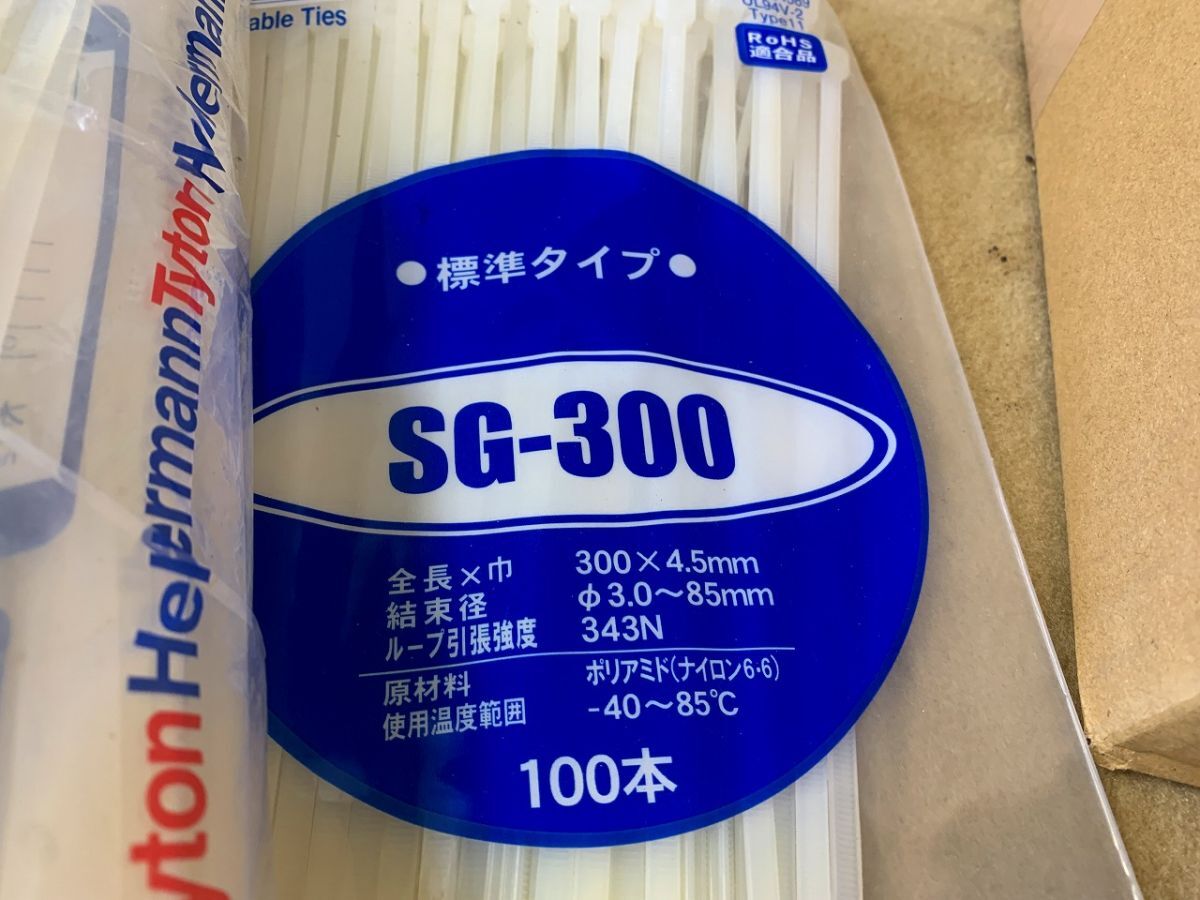 able Ties
UL94V-2
Type11
RoHS
適合品
HellermannTyton
●標準タイプ●
SG-300
全長×巾 300×4.5mm
結束径 φ3.0～85mm
ループ引張強度 343N
原材料 ポリアミド(ナイロン6・6)
使用温度範囲 -40～85℃
100本
yton